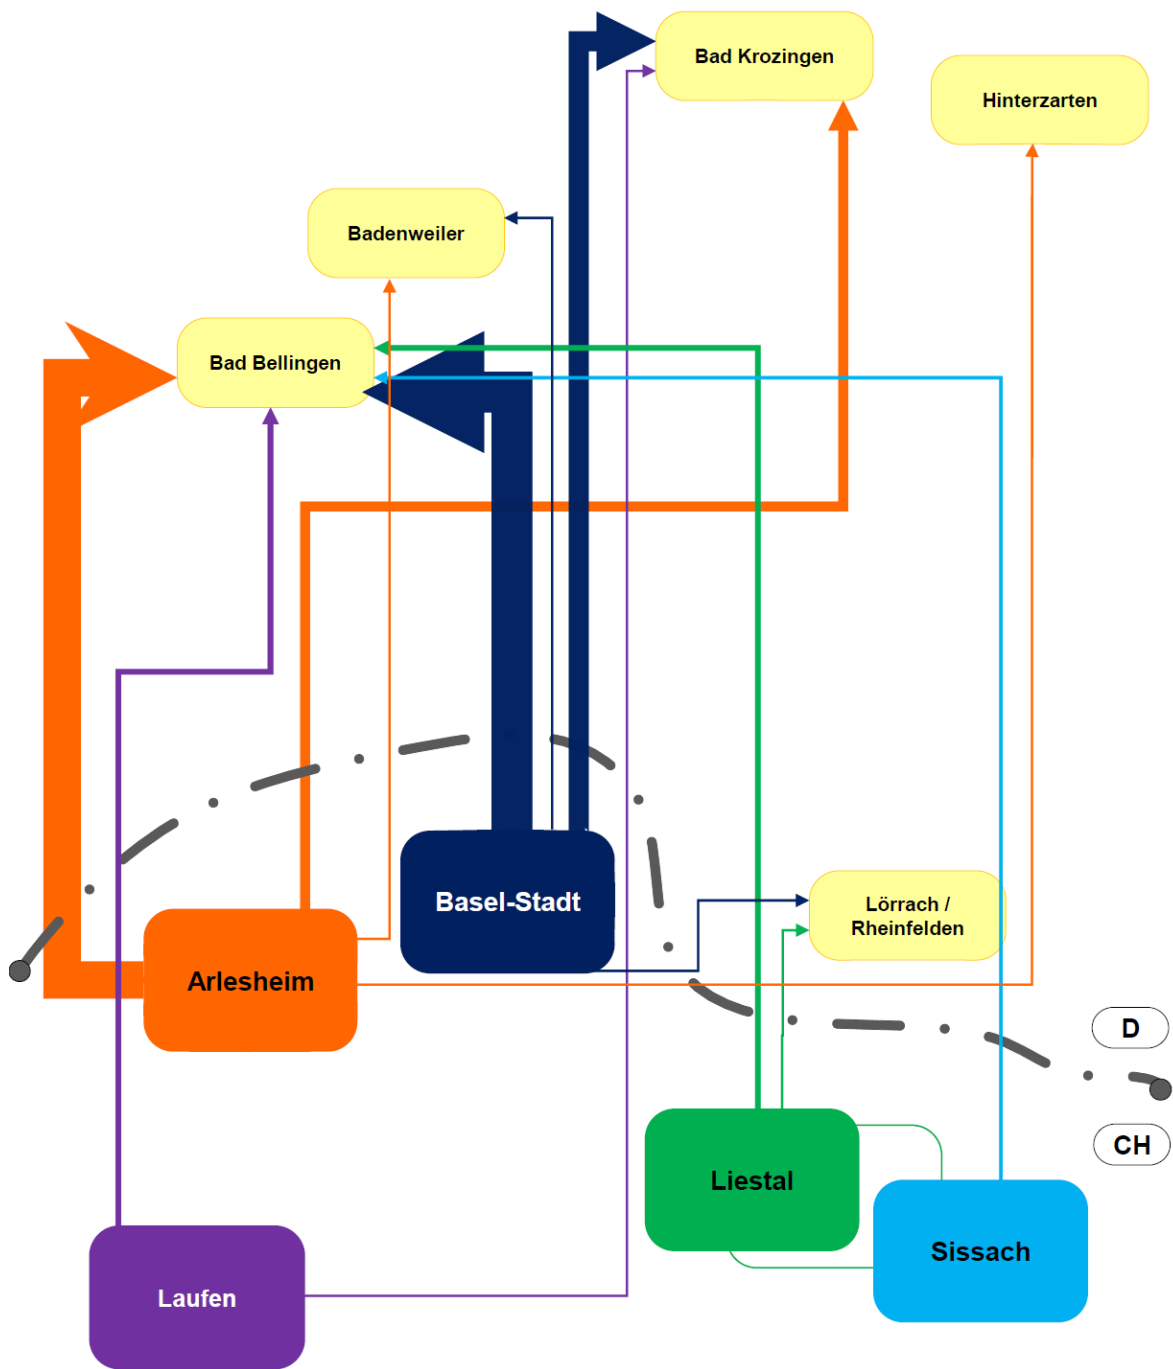 Bad Krozingen
Hinterzarten
Badenweiler
Bad Bellingen
Basel-Stadt
Lörrach /
Rheinfelden
Arlesheim
D
CH
Liestal
Sissach
Laufen